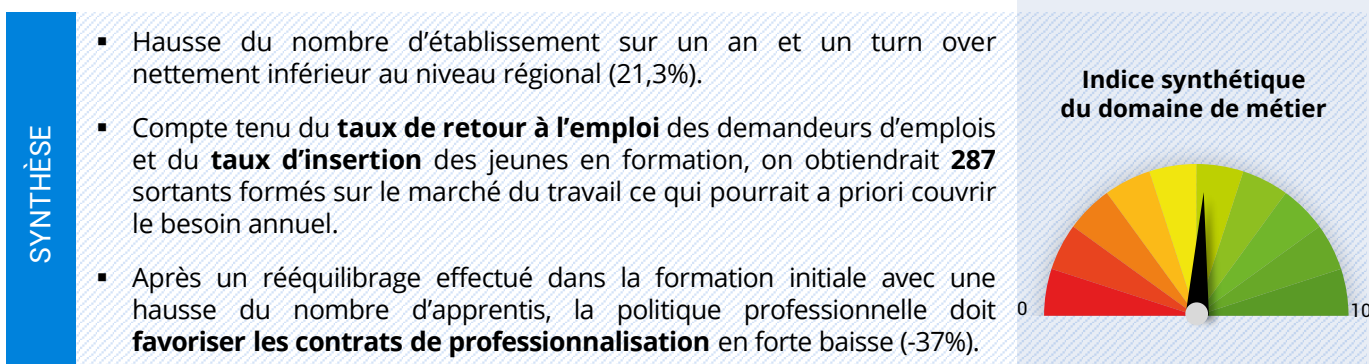 SYNTHÈSE
▪ Hausse du nombre d’établissement sur un an et un turn over
nettement inférieur au niveau régional (21,3%).
▪ Compte tenu du taux de retour à l’emploi des demandeurs d’emplois
et du taux d’insertion des jeunes en formation, on obtiendrait 287
sortants formés sur le marché du travail ce qui pourrait a priori couvrir
le besoin annuel.
▪ Après un rééquilibrage effectué dans la formation initiale avec une
hausse du nombre d’apprentis, la politique professionnelle doit
favoriser les contrats de professionnalisation en forte baisse (-37%).
Indice synthétique
du domaine de métier
0
10